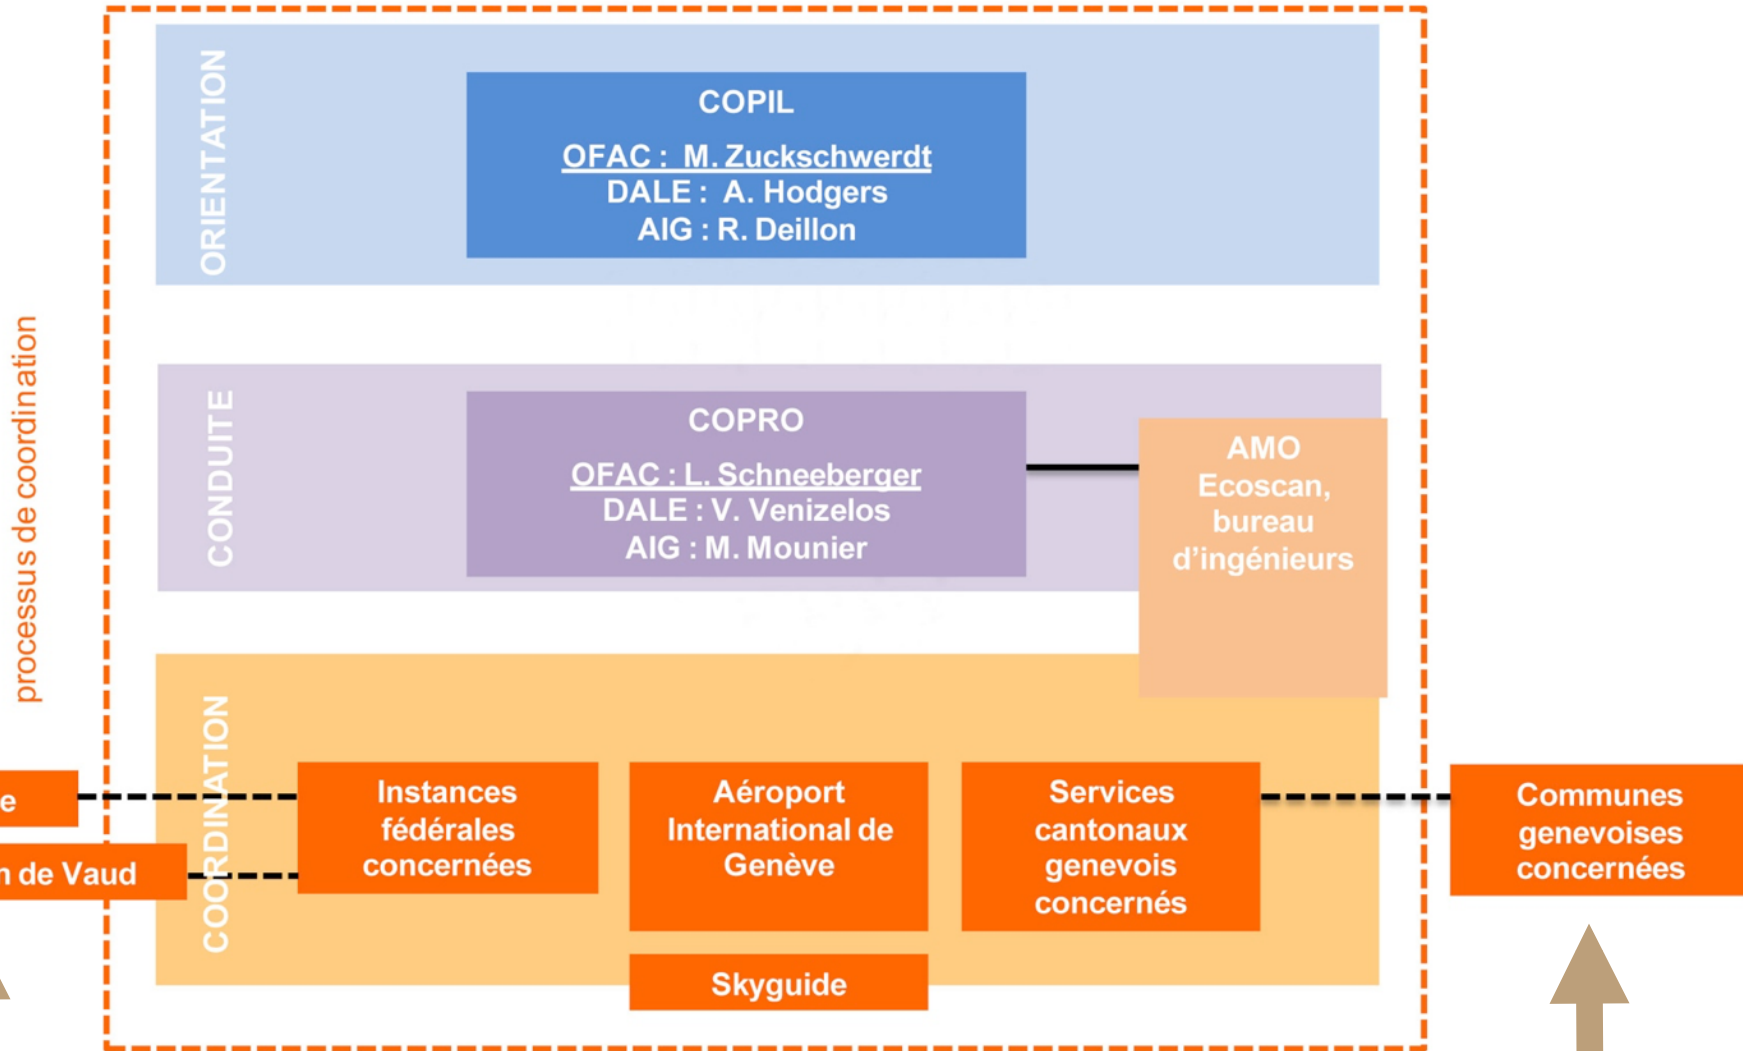 ORIENTATION
COPIL
OFAC : M. Zuckschwerdt
DALE : A. Hodgers
AIG : R. Deillon
processus de coordination
CONDUITE
COPRO
OFAC : L. Schneeberger
DALE : V. Venizelos
AIG : M. Mounier
AMO
Ecoscan,
bureau
d'ingénieurs
COORDINATION
de Vaud
Instances
fédérales
concernées
Aéroport
International de
Genève
Services
cantonaux
genevois
concernés
Communes
genevoises
concernées
Skyguide